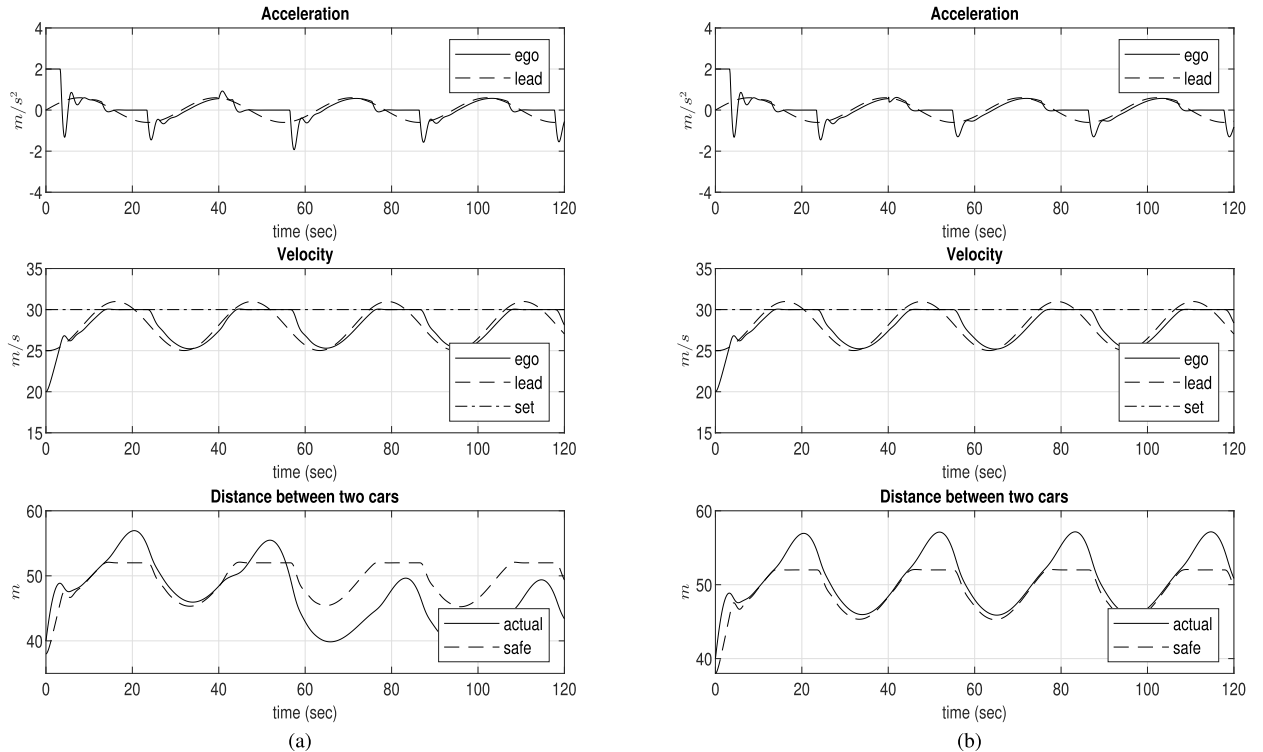 Acceleration
4
2
0
-2
-4
m/s²
ego
lead
0 20 40 60 80 100 120
time (sec)
Velocity
35
30
25
20
15
m/s
ego
lead
set
0 20 40 60 80 100 120
time (sec)
Distance between two cars
60
50
40
m
actual
safe
0 20 40 60 80 100 120
time (sec)
(a)
Acceleration
4
2
0
-2
-4
m/s²
ego
lead
0 20 40 60 80 100 120
time (sec)
Velocity
35
30
25
20
15
m/s
ego
lead
set
0 20 40 60 80 100 120
time (sec)
Distance between two cars
60
50
40
m
actual
safe
0 20 40 60 80 100 120
time (sec)
(b)